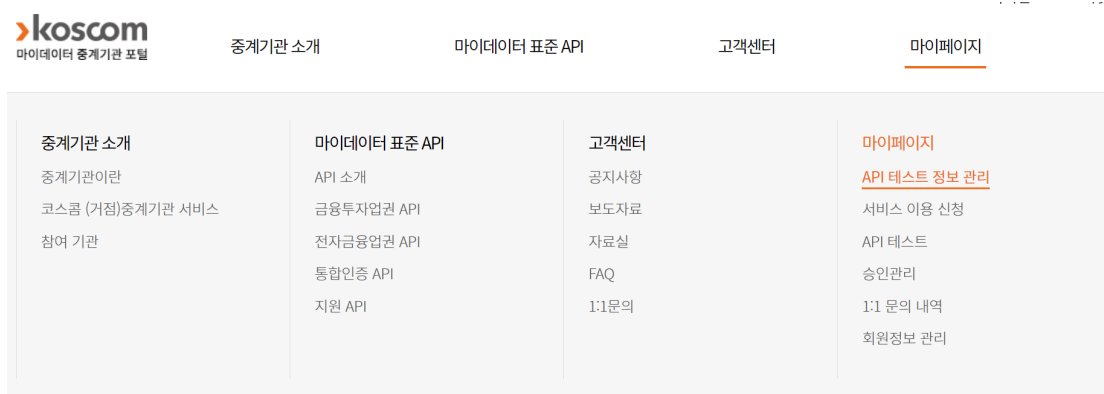 koscom
마이데이터 중계기관 포털
중계기관 소개
마이데이터 표준 API
고객센터
마이페이지
중계기관 소개
중계기관이란
코스콤 (거점)중계기관 서비스
참여 기관
마이데이터 표준 API
API 소개
금융투자업권 API
전자금융업권 API
통합인증 API
지원 API
고객센터
공지사항
보도자료
자료실
FAQ
1:1문의
마이페이지
API 테스트 정보 관리
서비스 이용 신청
API 테스트
승인관리
1:1 문의 내역
회원정보 관리